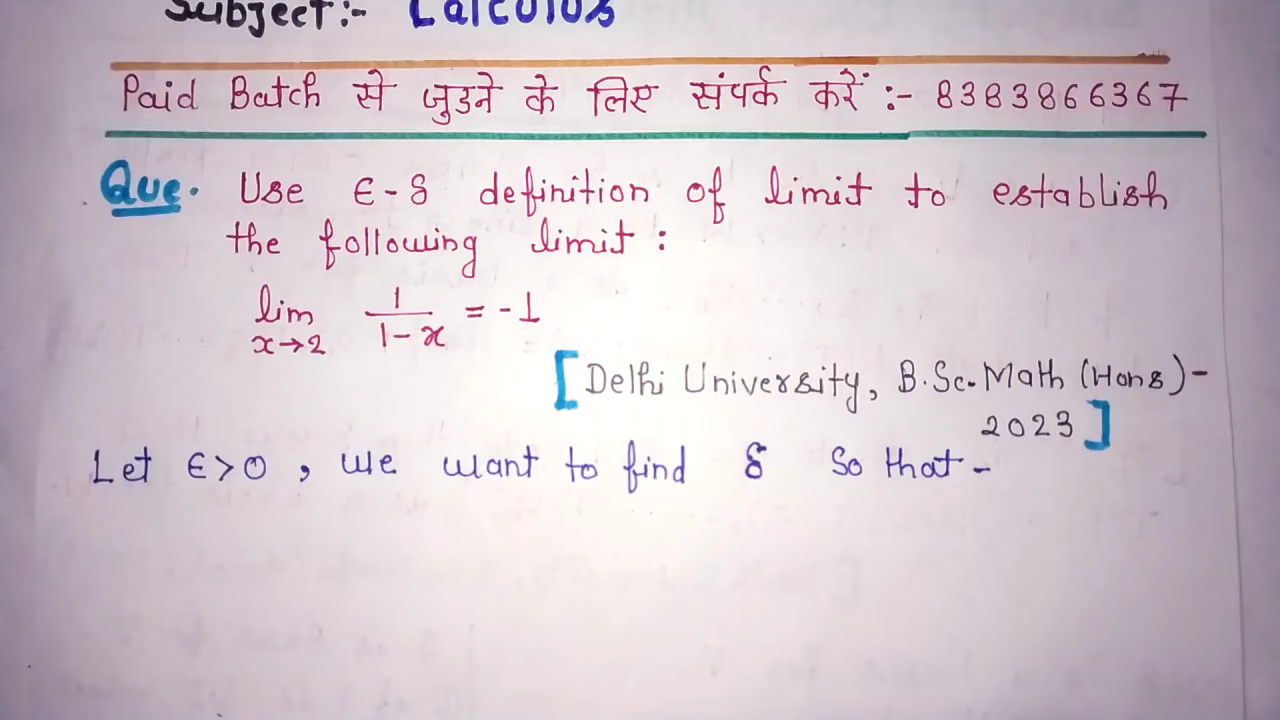 Subject:- Calculus
Paid Batch से जुडने के लिए संपर्क करें :- 8383866367
Que. Use ϵ-δ definition of limit to establish
the following limit :
lim 1/(1-x) = -1
x→2
[Delhi University, B.Sc. Math (Hons)-
2023]
Let ϵ>0, we want to find δ so that -